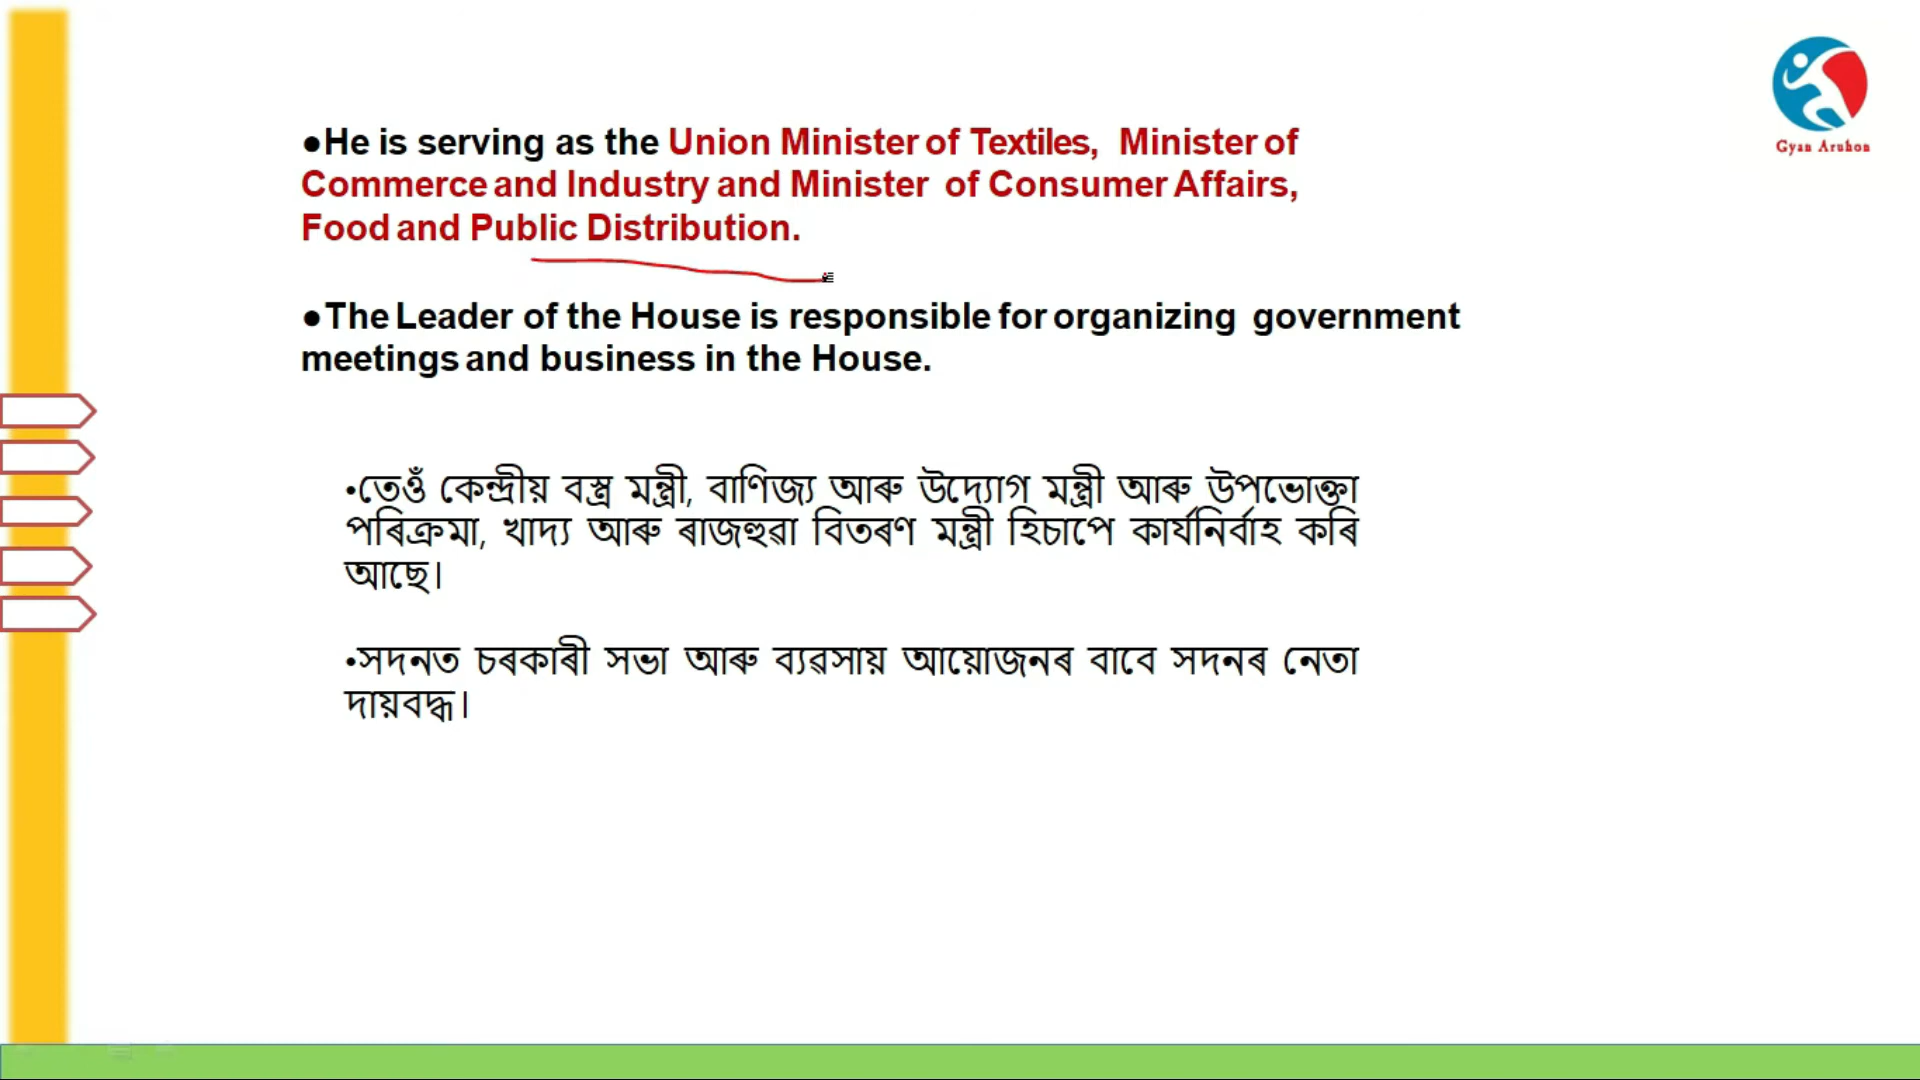 Gyan Aruhon
●He is serving as the Union Minister of Textiles, Minister of
Commerce and Industry and Minister of Consumer Affairs,
Food and Public Distribution.
●The Leader of the House is responsible for organizing government
meetings and business in the House.
•তেওঁ কেন্দ্ৰীয় বস্ত্ৰ মন্ত্ৰী, বাণিজ্য আৰু উদ্যোগ মন্ত্ৰী আৰু উপভোক্তা
পৰিক্ৰমা, খাদ্য আৰু ৰাজহুৱা বিতৰণ মন্ত্ৰী হিচাপে কাৰ্যনিৰ্বাহ কৰি
আছে।
•সদনত চৰকাৰী সভা আৰু ব্যৱসায় আয়োজনৰ বাবে সদনৰ নেতা
দায়বদ্ধ।